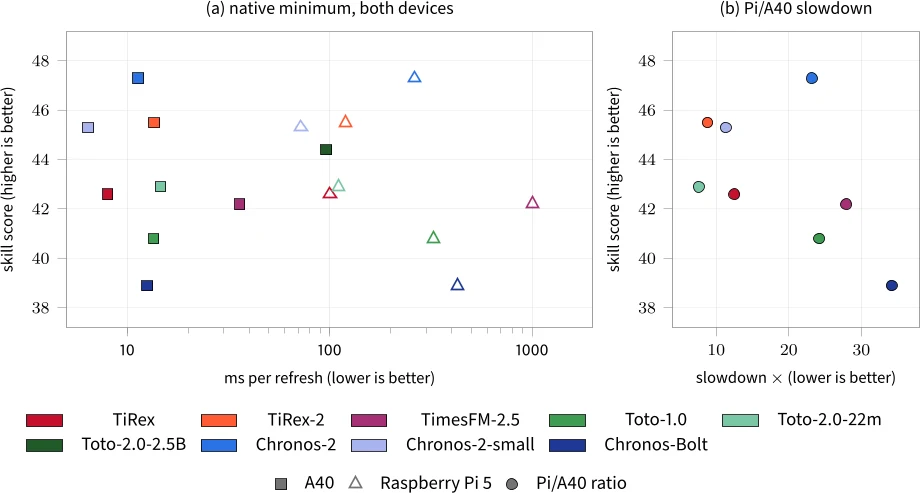 (a) native minimum, both devices
(b) Pi/A40 slowdown
skill score (higher is better)
48
46
44
42
40
38
10
100
1000
ms per refresh (lower is better)
skill score (higher is better)
48
46
44
42
40
38
10
20
30
slowdown × (lower is better)
TiRex
TiRex-2
TimesFM-2.5
Toto-1.0
Toto-2.0-22m
Toto-2.0-2.5B
Chronos-2
Chronos-2-small
Chronos-Bolt
A40
Raspberry Pi 5
Pi/A40 ratio